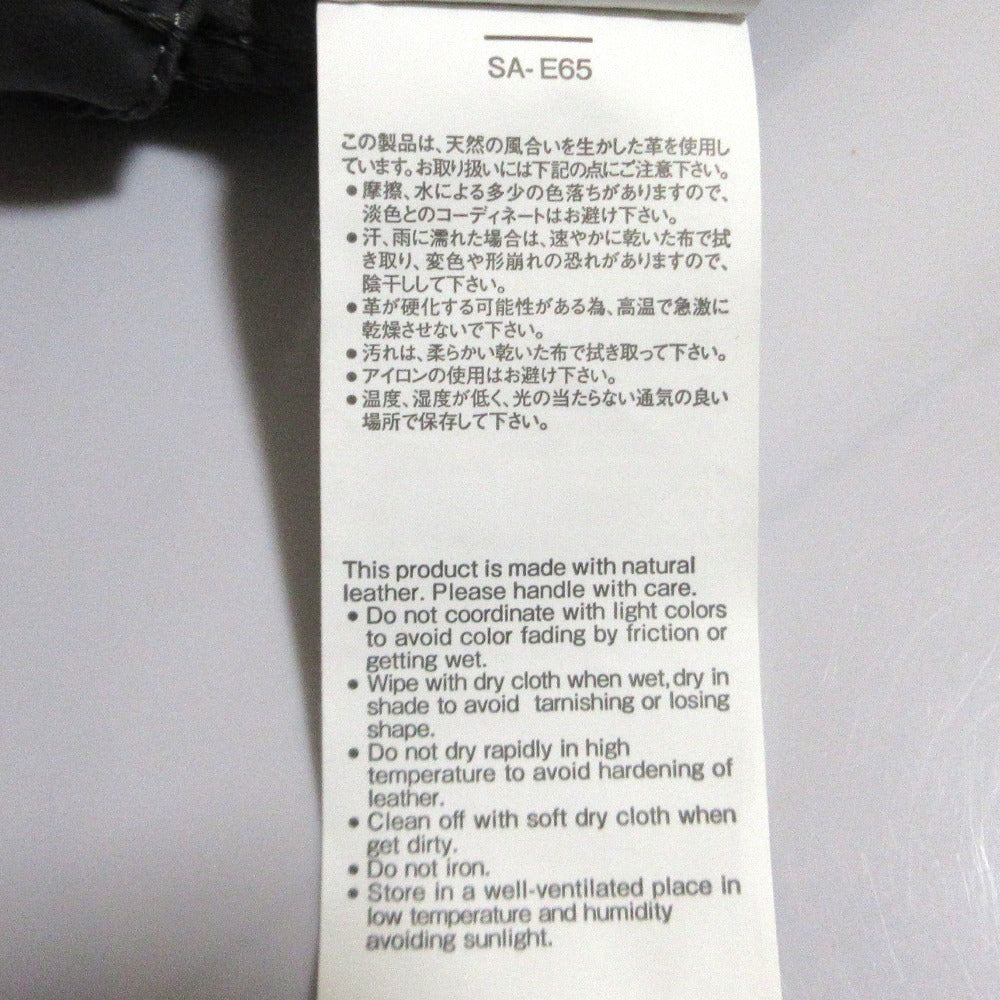 SA- E65
この製品は、天然の風合いを生かした革を使用し
ています。お取り扱いには下記の点にご注意下さい。
●摩擦、水による多少の色落ちがありますので、
淡色とのコーディネートはお避け下さい。
●汗、雨に濡れた場合は、速やかに乾いた布で拭
き取り、変色や形崩れの恐れがありますので、
陰干しして下さい。
●革が硬化する可能性がある為、高温で急激に
乾燥させないで下さい。
●汚れは、柔らかい乾いた布で拭き取って下さい。
●アイロンの使用はお避け下さい。
●温度、湿度が低く、光の当たらない通気の良い
場所で保存して下さい。
This product is made with natural
leather. Please handle with care.
● Do not coordinate with light colors
to avoid color fading by friction or
getting wet.
● Wipe with dry cloth when wet, dry in
shade to avoid tarnishing or losing
shape.
● Do not dry rapidly in high
temperature to avoid hardening of
leather.
● Clean off with soft dry cloth when
get dirty.
● Do not iron.
● Store in a well-ventilated place in
low temperature and humidity
avoiding sunlight.